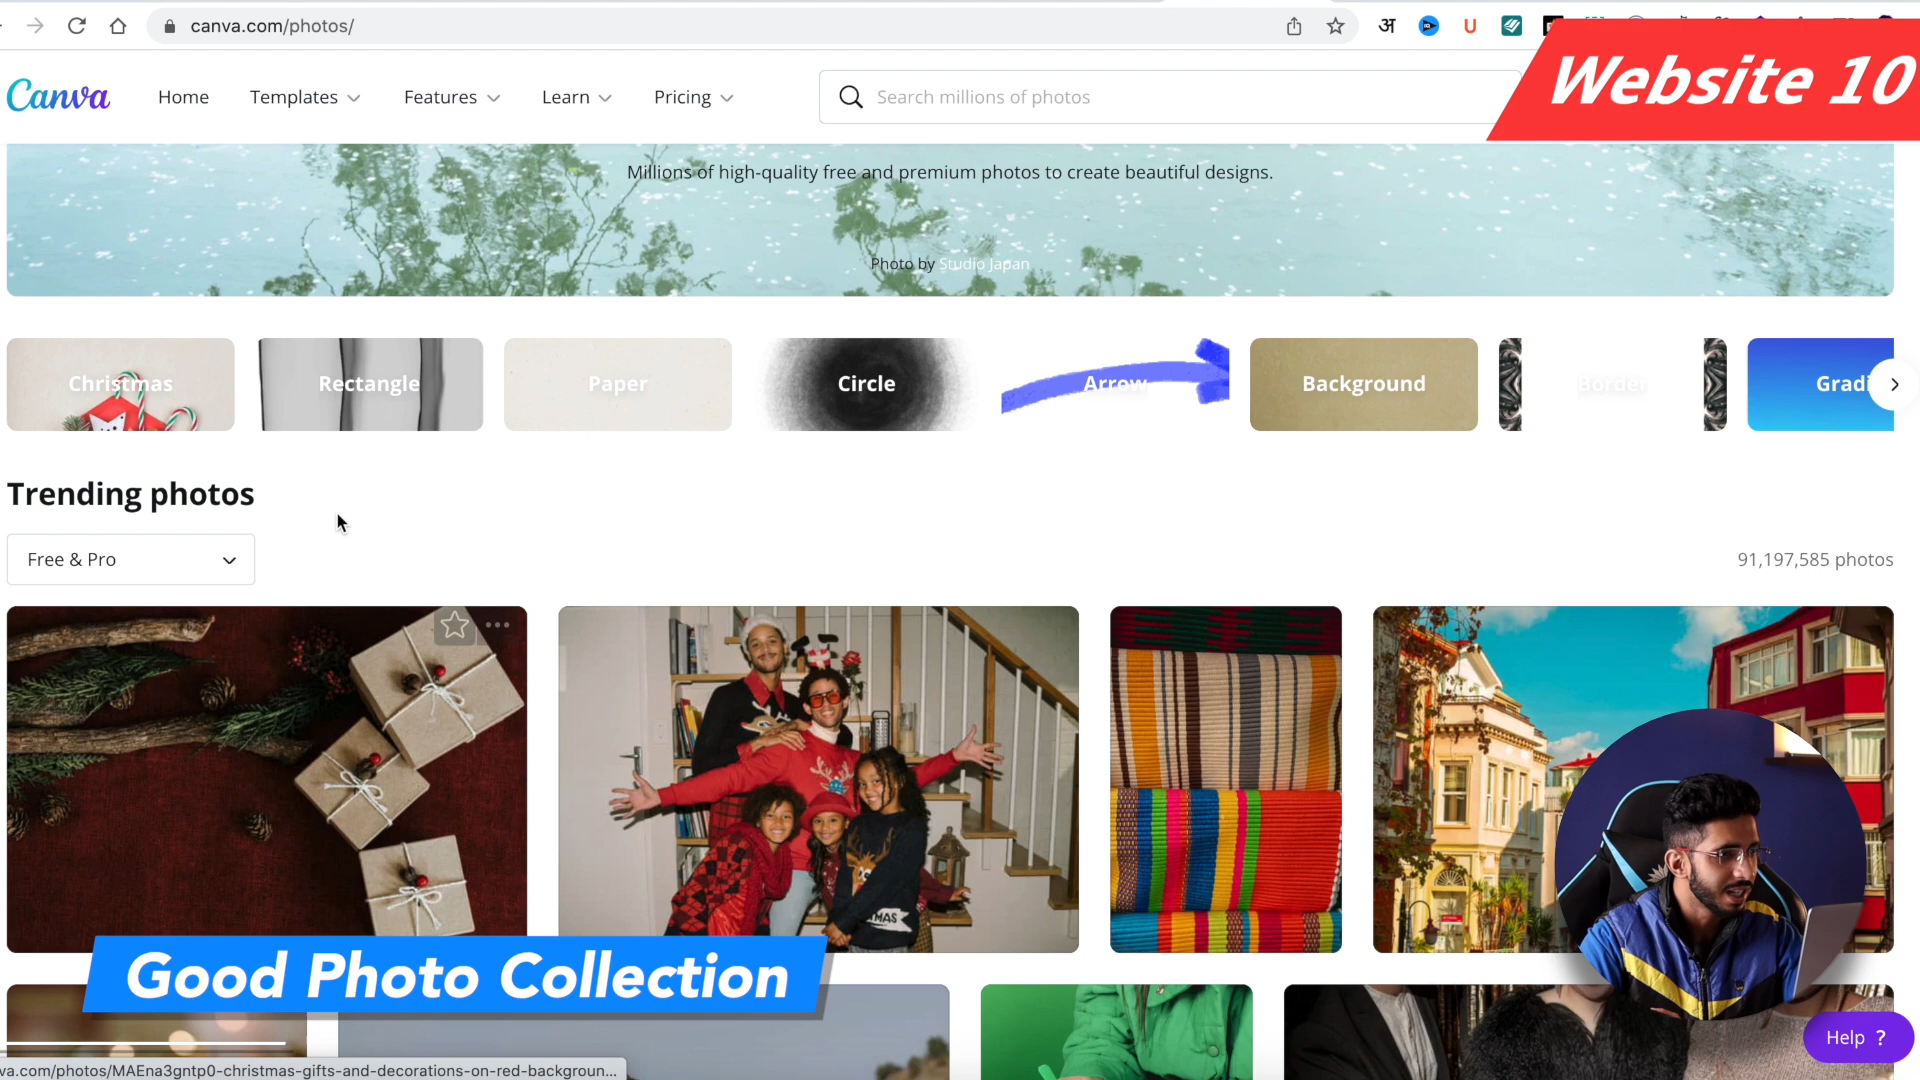 canva.com/photos/
अ
U
Website 10
Canva
Home
Templates
Features
Learn
Pricing
Search millions of photos
Millions of high-quality free and premium photos to create beautiful designs.
Photo by Studio Japan
Christmas
Rectangle
Paper
Circle
Arrow
Background
Border
Gradi
Trending photos
Free & Pro
91,197,585 photos
Good Photo Collection
Help ?
va.com/photos/MAEna3gntp0-christmas-gifts-and-decorations-on-red-backgroun...